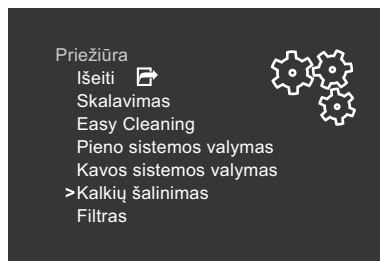 Priežiūra
Išeiti
Skalavimas
Easy Cleaning
Pieno sistemos valymas
Kavos sistemos valymas
>Kalkių šalinimas
Filtras